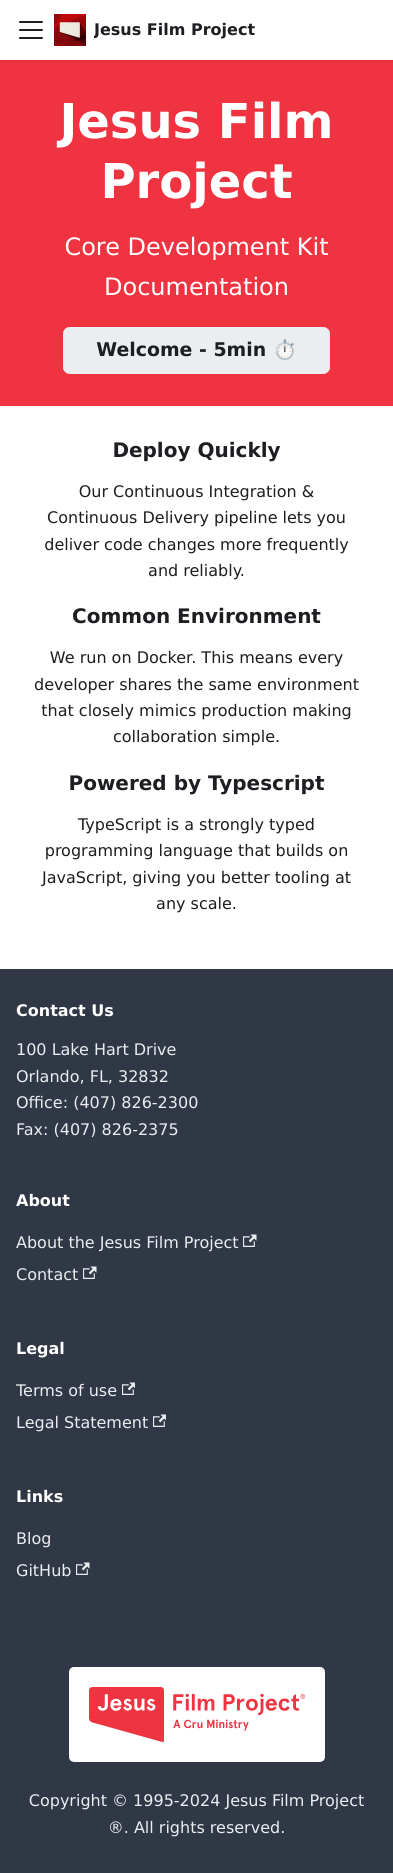 Jesus Film Project
Jesus Film
Project
Core Development Kit
Documentation
Welcome - 5min ⏱️
Deploy Quickly
Our Continuous Integration &
Continuous Delivery pipeline lets you
deliver code changes more frequently
and reliably.
Common Environment
We run on Docker. This means every
developer shares the same environment
that closely mimics production making
collaboration simple.
Powered by Typescript
TypeScript is a strongly typed
programming language that builds on
JavaScript, giving you better tooling at
any scale.
Contact Us
100 Lake Hart Drive
Orlando, FL, 32832
Office: (407) 826-2300
Fax: (407) 826-2375
About
About the Jesus Film Project
Contact
Legal
Terms of use
Legal Statement
Links
Blog
GitHub
Jesus Film Project®
A Cru Ministry
Copyright © 1995-2024 Jesus Film Project
®. All rights reserved.